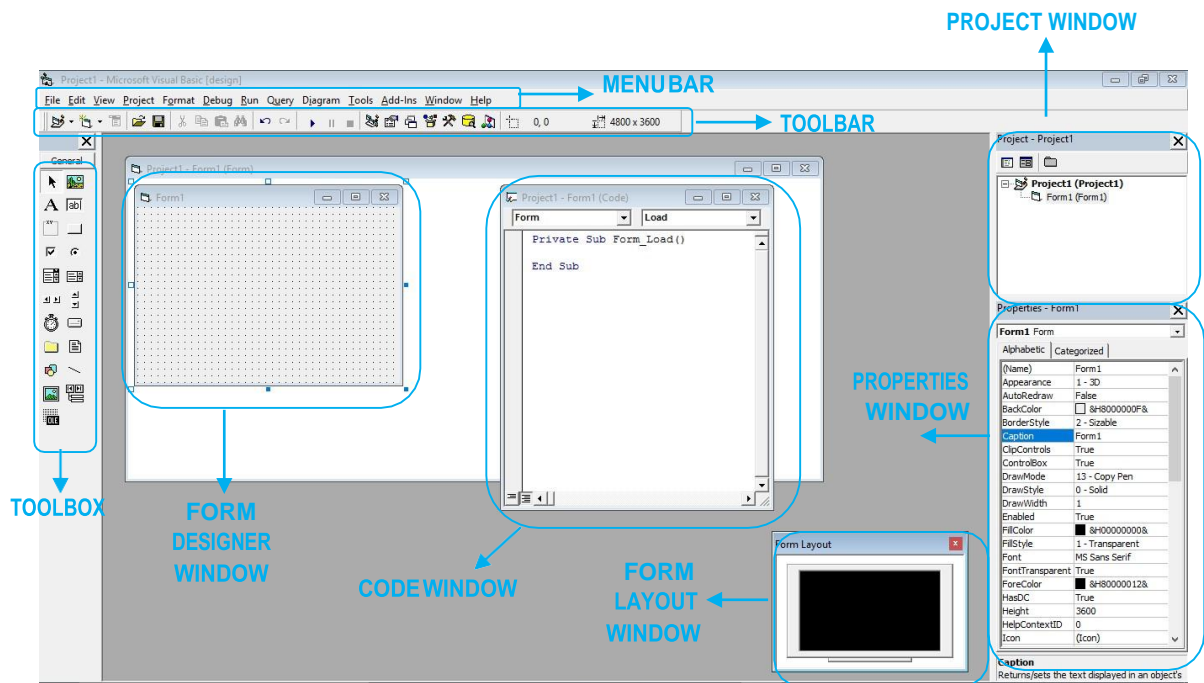 PROJECT WINDOW
Project1 - Microsoft Visual Basic [design]
MENU BAR
File Edit View Project Format Debug Run Query Diagram Tools Add-Ins Window Help
0, 0 4800 x 3600
TOOLBAR
General
A ab|
XY
OLE
TOOLBOX
Project1 - Form1 (Form)
Form1
FORM
DESIGNER
WINDOW
Project1 - Form1 (Code)
Form Load
Private Sub Form_Load()
End Sub
CODE WINDOW
Form Layout
FORM
LAYOUT
WINDOW
Project - Project1
Project1 (Project1)
Form1 (Form1)
PROPERTIES
WINDOW
Properties - Form1
Form1 Form
Alphabetic Categorized
(Name) Form1
Appearance 1 - 3D
AutoRedraw False
BackColor &H8000000F&
BorderStyle 2 - Sizable
Caption Form1
ClipControls True
ControlBox True
DrawMode 13 - Copy Pen
DrawStyle 0 - Solid
DrawWidth 1
Enabled True
FillColor &H00000000&
FillStyle 1 - Transparent
Font MS Sans Serif
FontTransparent True
ForeColor &H80000012&
HasDC True
Height 3600
HelpContextID 0
Icon (Icon)
Caption
Returns/sets the text displayed in an object's